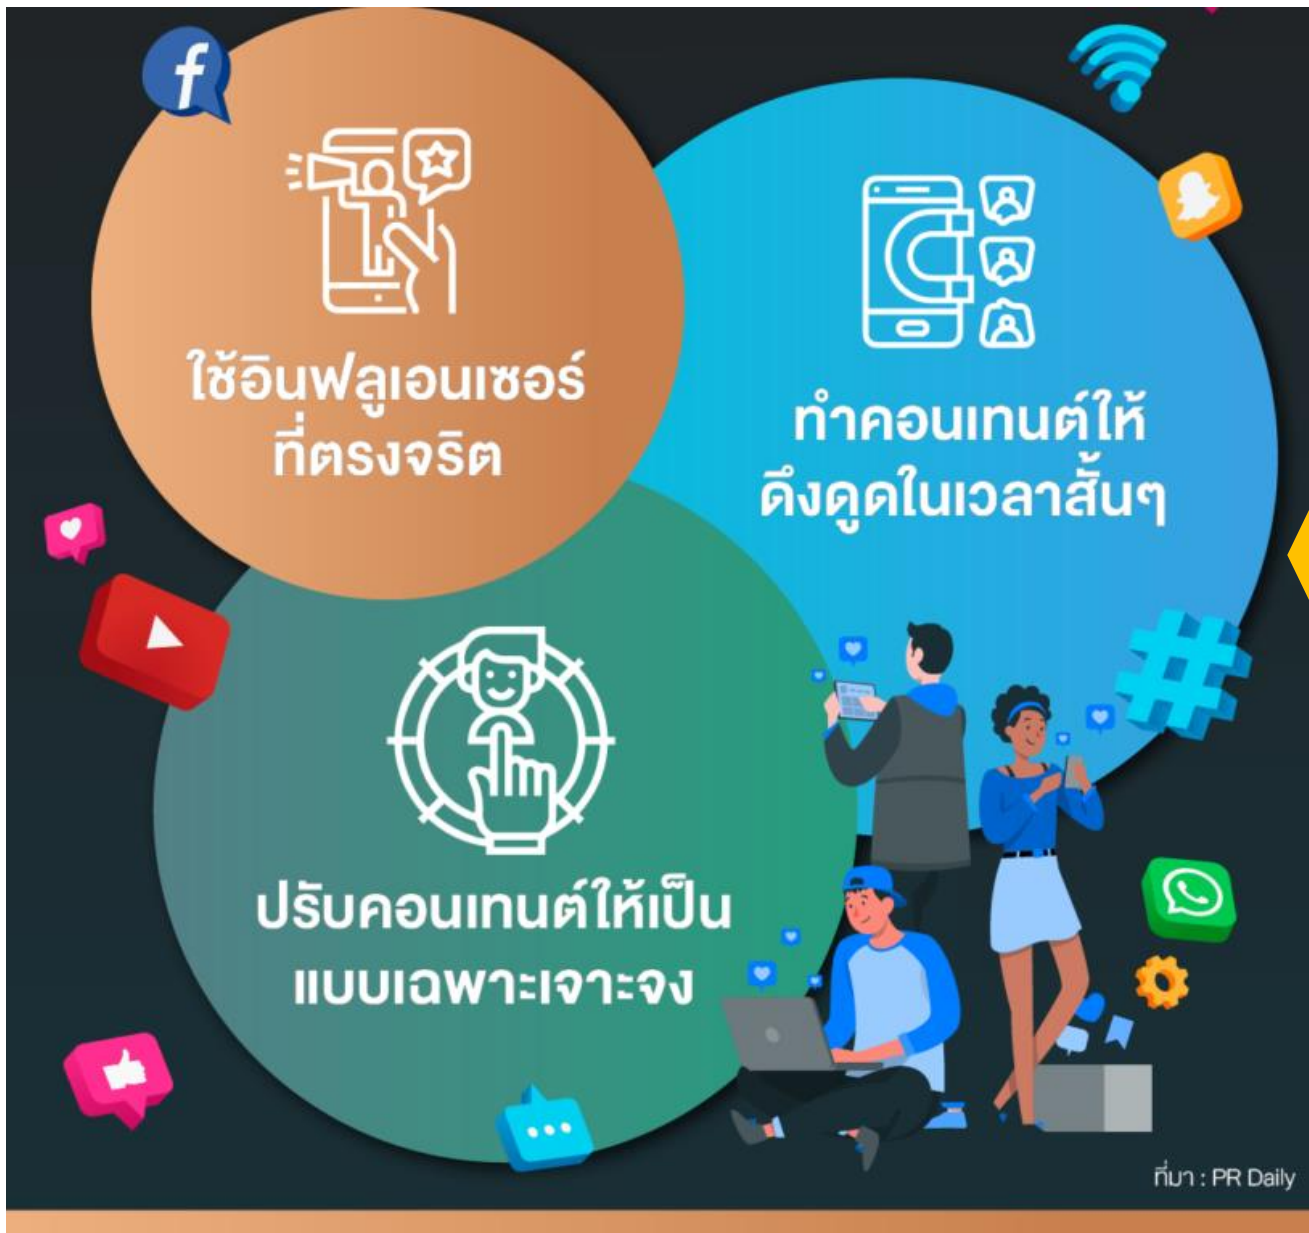 ใช้อินฟลูเอนเซอร์
ที่ตรงจริต
ทำคอนเทนต์ให้
ดึงดูดในเวลาสั้นๆ
ปรับคอนเทนต์ให้เป็น
แบบเฉพาะเจาะจง
ที่มา : PR Daily